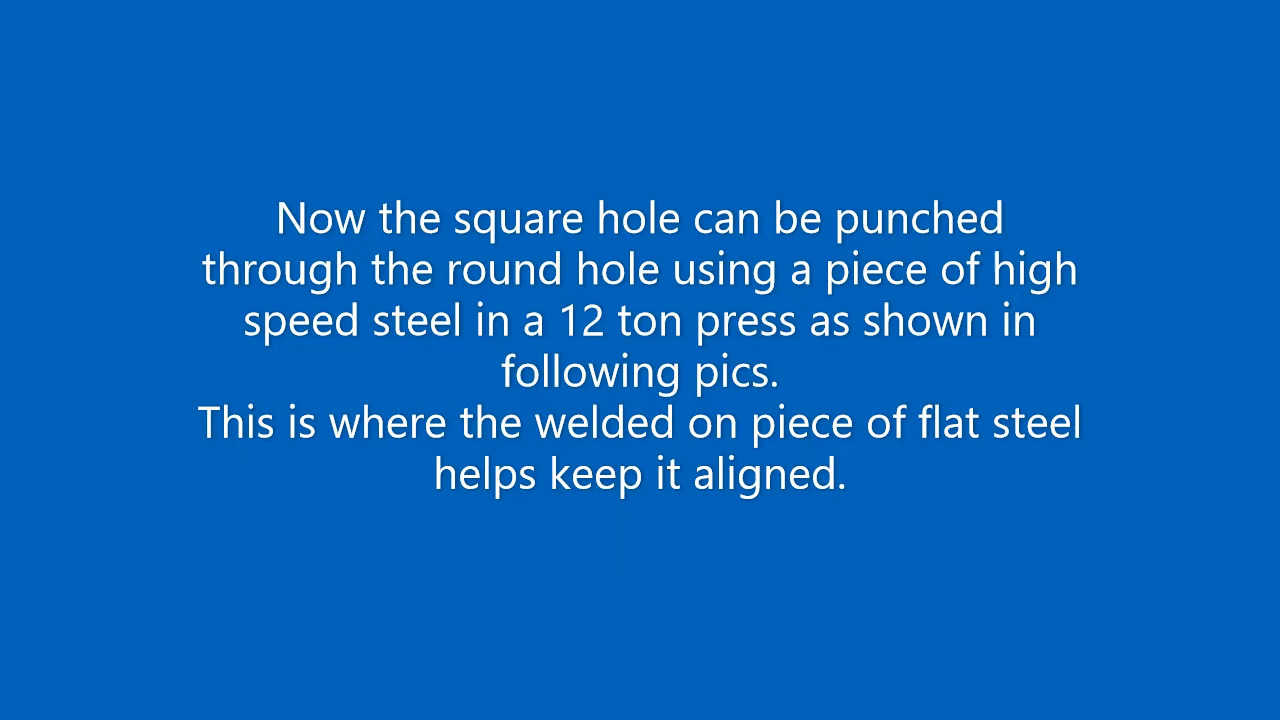 Now the square hole can be punched
through the round hole using a piece of high
speed steel in a 12 ton press as shown in
following pics.
This is where the welded on piece of flat steel
helps keep it aligned.